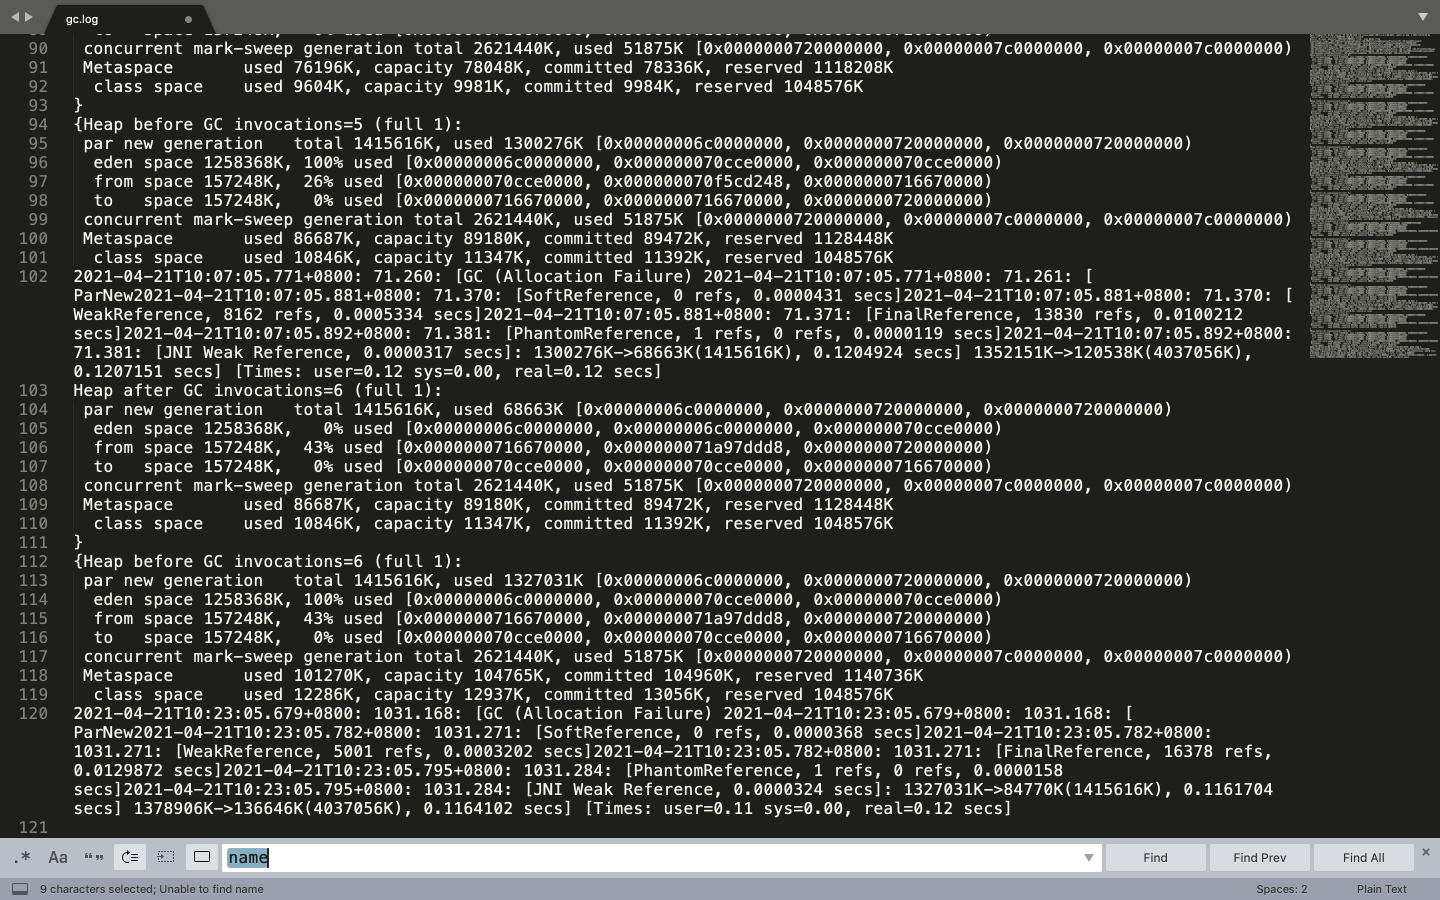 gc.log
90 concurrent mark-sweep generation total 2621440K, used 51875K [0x0000000720000000, 0x00000007c0000000, 0x00000007c0000000)
91 Metaspace       used 76196K, capacity 78048K, committed 78336K, reserved 1118208K
92 class space    used 9604K, capacity 9981K, committed 9984K, reserved 1048576K
93 }
94 {Heap before GC invocations=5 (full 1):
95 par new generation   total 1415616K, used 1300276K [0x00000006c0000000, 0x0000000720000000, 0x0000000720000000)
96 eden space 1258368K, 100% used [0x00000006c0000000, 0x000000070cce0000, 0x000000070cce0000)
97 from space 157248K,  26% used [0x000000070cce0000, 0x000000070f5cd248, 0x0000000716670000)
98 to   space 157248K,   0% used [0x0000000716670000, 0x0000000716670000, 0x0000000720000000)
99 concurrent mark-sweep generation total 2621440K, used 51875K [0x0000000720000000, 0x00000007c0000000, 0x00000007c0000000)
100 Metaspace       used 86687K, capacity 89180K, committed 89472K, reserved 1128448K
101 class space    used 10846K, capacity 11347K, committed 11392K, reserved 1048576K
102 2021-04-21T10:07:05.771+0800: 71.260: [GC (Allocation Failure) 2021-04-21T10:07:05.771+0800: 71.261: [
ParNew2021-04-21T10:07:05.881+0800: 71.370: [SoftReference, 0 refs, 0.0000431 secs]2021-04-21T10:07:05.881+0800: 71.370: [
WeakReference, 8162 refs, 0.0005334 secs]2021-04-21T10:07:05.881+0800: 71.371: [FinalReference, 13830 refs, 0.0100212
secs]2021-04-21T10:07:05.892+0800: 71.381: [PhantomReference, 1 refs, 0 refs, 0.0000119 secs]2021-04-21T10:07:05.892+0800:
71.381: [JNI Weak Reference, 0.0000317 secs]: 1300276K->68663K(1415616K), 0.1204924 secs] 1352151K->120538K(4037056K),
0.1207151 secs] [Times: user=0.12 sys=0.00, real=0.12 secs]
103 Heap after GC invocations=6 (full 1):
104 par new generation   total 1415616K, used 68663K [0x00000006c0000000, 0x0000000720000000, 0x0000000720000000)
105 eden space 1258368K,   0% used [0x00000006c0000000, 0x00000006c0000000, 0x000000070cce0000)
106 from space 157248K,  43% used [0x0000000716670000, 0x000000071a97ddd8, 0x0000000720000000)
107 to   space 157248K,   0% used [0x000000070cce0000, 0x000000070cce0000, 0x0000000716670000)
108 concurrent mark-sweep generation total 2621440K, used 51875K [0x0000000720000000, 0x00000007c0000000, 0x00000007c0000000)
109 Metaspace       used 86687K, capacity 89180K, committed 89472K, reserved 1128448K
110 class space    used 10846K, capacity 11347K, committed 11392K, reserved 1048576K
111 }
112 {Heap before GC invocations=6 (full 1):
113 par new generation   total 1415616K, used 1327031K [0x00000006c0000000, 0x0000000720000000, 0x0000000720000000)
114 eden space 1258368K, 100% used [0x00000006c0000000, 0x000000070cce0000, 0x000000070cce0000)
115 from space 157248K,  43% used [0x0000000716670000, 0x000000071a97ddd8, 0x0000000720000000)
116 to   space 157248K,   0% used [0x000000070cce0000, 0x000000070cce0000, 0x0000000716670000)
117 concurrent mark-sweep generation total 2621440K, used 51875K [0x0000000720000000, 0x00000007c0000000, 0x00000007c0000000)
118 Metaspace       used 101270K, capacity 104765K, committed 104960K, reserved 1140736K
119 class space    used 12286K, capacity 12937K, committed 13056K, reserved 1048576K
120 2021-04-21T10:23:05.679+0800: 1031.168: [GC (Allocation Failure) 2021-04-21T10:23:05.679+0800: 1031.168: [
ParNew2021-04-21T10:23:05.782+0800: 1031.271: [SoftReference, 0 refs, 0.0000368 secs]2021-04-21T10:23:05.782+0800:
1031.271: [WeakReference, 5001 refs, 0.0003202 secs]2021-04-21T10:23:05.782+0800: 1031.271: [FinalReference, 16378 refs,
0.0129872 secs]2021-04-21T10:23:05.795+0800: 1031.284: [PhantomReference, 1 refs, 0 refs, 0.0000158
secs]2021-04-21T10:23:05.795+0800: 1031.284: [JNI Weak Reference, 0.0000324 secs]: 1327031K->84770K(1415616K), 0.1161704
secs] 1378906K->136646K(4037056K), 0.1164102 secs] [Times: user=0.11 sys=0.00, real=0.12 secs]
121
.* Aa “” name Find Find Prev Find All ×
9 characters selected; Unable to find name Spaces: 2 Plain Text